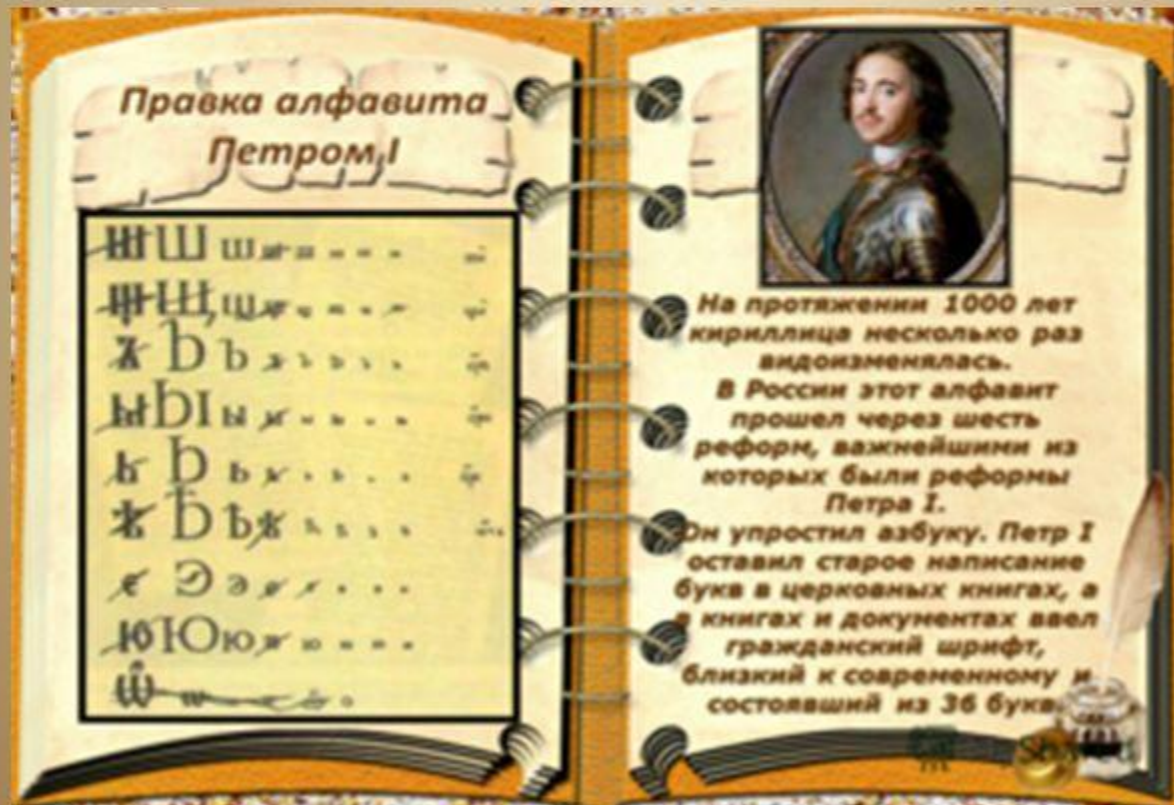 Правка алфавита
Петром I
Ш Ш ш
Щ Щ щ
Ъ Ъ ъ
Ы Ы ы
Ь Ь ь
Ѣ Ѣ ѣ
Э э
Ю Ю ю
Ѿ
На протяжении 1000 лет
кириллица несколько раз
видоизменялась.
В России этот алфавит
прошел через шесть
реформ, важнейшими из
которых были реформы
Петра I.
Он упростил азбуку. Петр I
оставил старое написание
букв в церковных книгах, а
в книгах и документах ввел
гражданский шрифт,
близкий к современному и
состоявший из 36 букв.